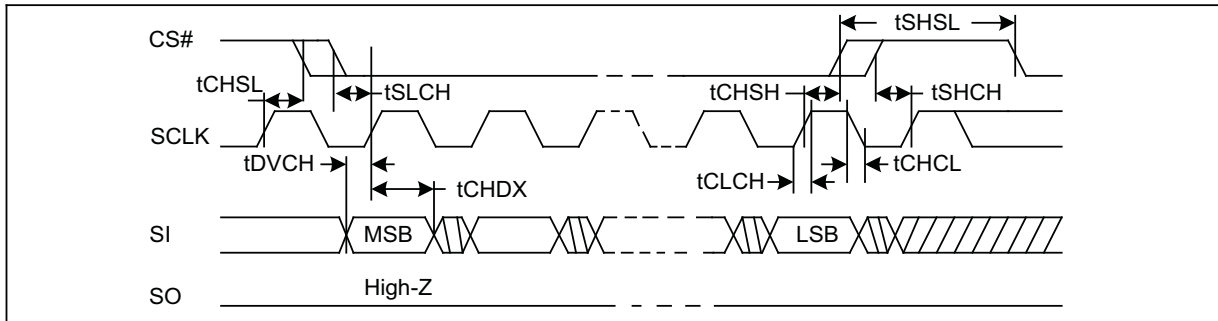 CS#
tSHSL
tCHSL
tSLCH
tCHSH
tSHCH
SCLK
tDVCH
tCHDX
tCLCH
tCHCL
SI
MSB
LSB
SO
High-Z